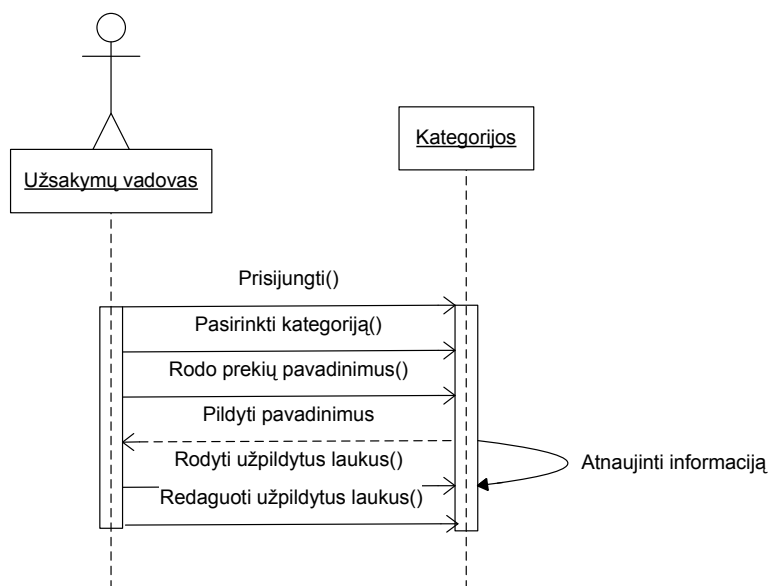 Kategorijos
Užsakymų vadovas
Prisijungti()
Pasirinkti kategoriją()
Rodo prekių pavadinimus()
Pildyti pavadinimus
Rodyti užpildytus laukus()
Atnaujinti informaciją
Redaguoti užpildytus laukus()